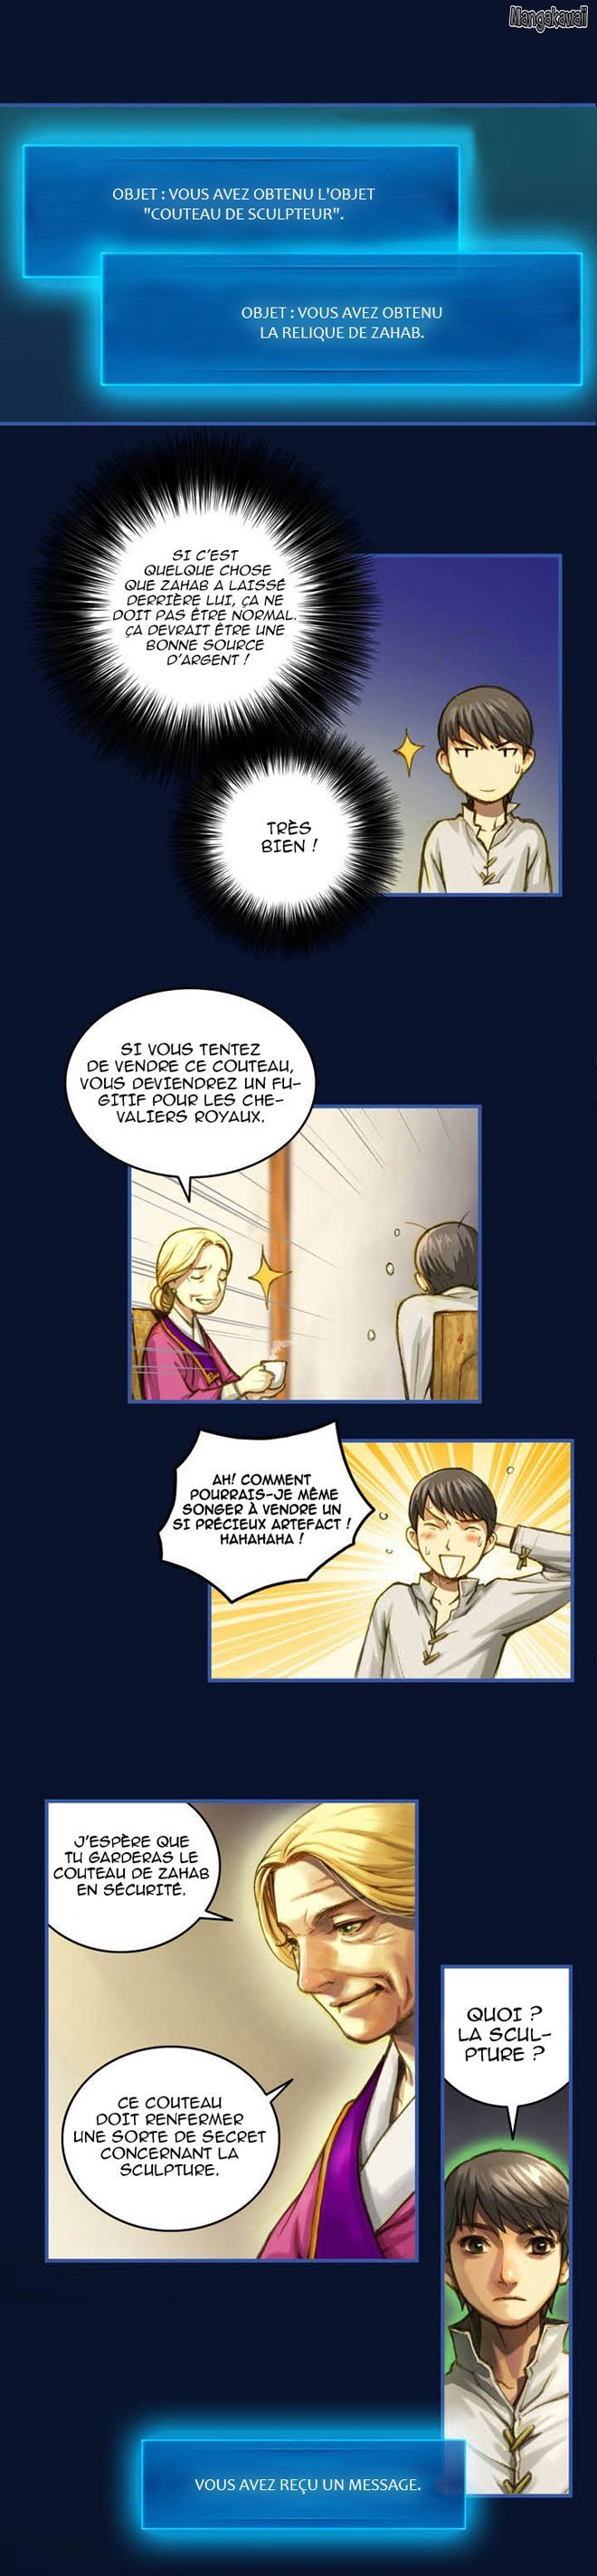 Mangakawaii
OBJET : VOUS AVEZ OBTENU L'OBJET
"COUTEAU DE SCULPTEUR".
OBJET : VOUS AVEZ OBTENU
LA RELIQUE DE ZAHAB.
SI C'EST
QUELQUE CHOSE
QUE ZAHAB A LAISSÉ
DERRIÈRE LUI, ÇA NE
DOIT PAS ÊTRE NORMAL.
ÇA DEVRAIT ÊTRE UNE
BONNE SOURCE
D'ARGENT !
TRÈS
BIEN !
SI VOUS TENTEZ
DE VENDRE CE COUTEAU,
VOUS DEVIENDREZ UN FU-
GITIF POUR LES CHE-
VALIERS ROYAUX.
AH! COMMENT
POURRAIS-JE MÊME
SONGER À VENDRE UN
SI PRÉCIEUX ARTEFACT !
HAHAHAHA !
J'ESPÈRE QUE
TU GARDERAS LE
COUTEAU DE ZAHAB
EN SÉCURITÉ.
CE COUTEAU
DOIT RENFERMER
UNE SORTE DE SECRET
CONCERNANT LA
SCULPTURE.
QUOI ?
LA SCUL-
PTURE ?
VOUS AVEZ REÇU UN MESSAGE.